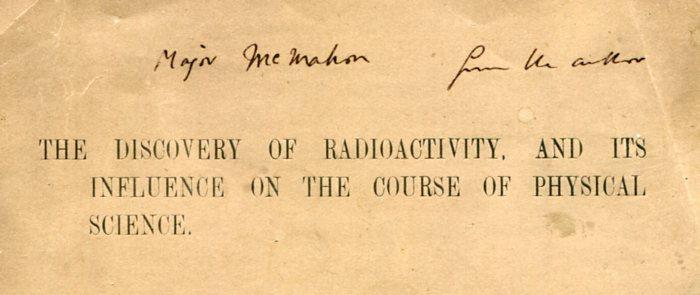 Major McMahon from the author
THE DISCOVERY OF RADIOACTIVITY, AND ITS
INFLUENCE ON THE COURSE OF PHYSICAL
SCIENCE.